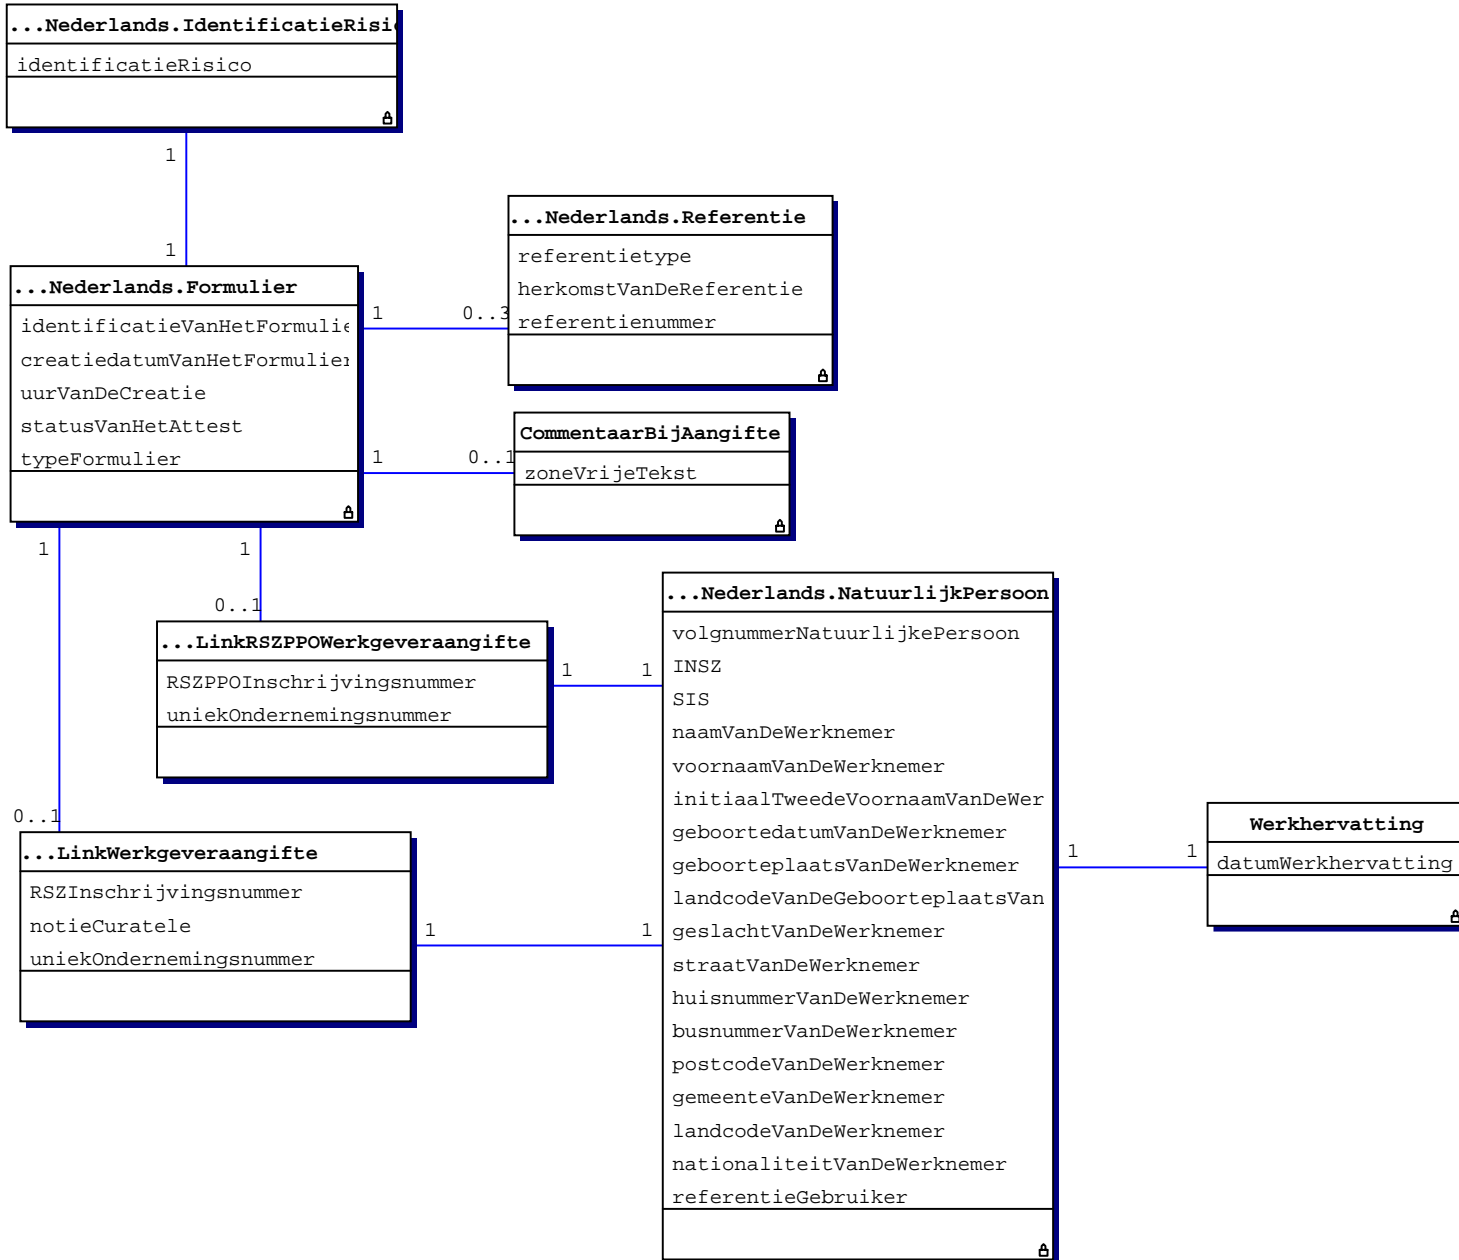 ...Nederlands.IdentificatieRisi
identificatieRisico
1
1
...Nederlands.Referentie
referentietype
herkomstVanDeReferentie
referentienummer
...Nederlands.Formulier
identificatieVanHetFormulie
creatiedatumVanHetFormulier
uurVanDeCreatie
statusVanHetAttest
typeFormulier
1
0..3
CommentaarBijAangifte
zoneVrijeTekst
1
0..1
1
1
0..1
...LinkRSZPPOWerkgeveraangifte
RSZPPOInschrijvingsnummer
uniekOndernemingsnummer
1
1
...Nederlands.NatuurlijkPersoon
volgnummerNatuurlijkePersoon
INSZ
SIS
naamVanDeWerknemer
voornaamVanDeWerknemer
initiaalTweedeVoornaamVanDeWer
geboortedatumVanDeWerknemer
geboorteplaatsVanDeWerknemer
landcodeVanDeGeboorteplaatsVan
geslachtVanDeWerknemer
straatVanDeWerknemer
huisnummerVanDeWerknemer
busnummerVanDeWerknemer
postcodeVanDeWerknemer
gemeenteVanDeWerknemer
landcodeVanDeWerknemer
nationaliteitVanDeWerknemer
referentieGebruiker
0..1
...LinkWerkgeveraangifte
RSZInschrijvingsnummer
notieCuratele
uniekOndernemingsnummer
1
1
1
1
Werkhervatting
datumWerkhervatting